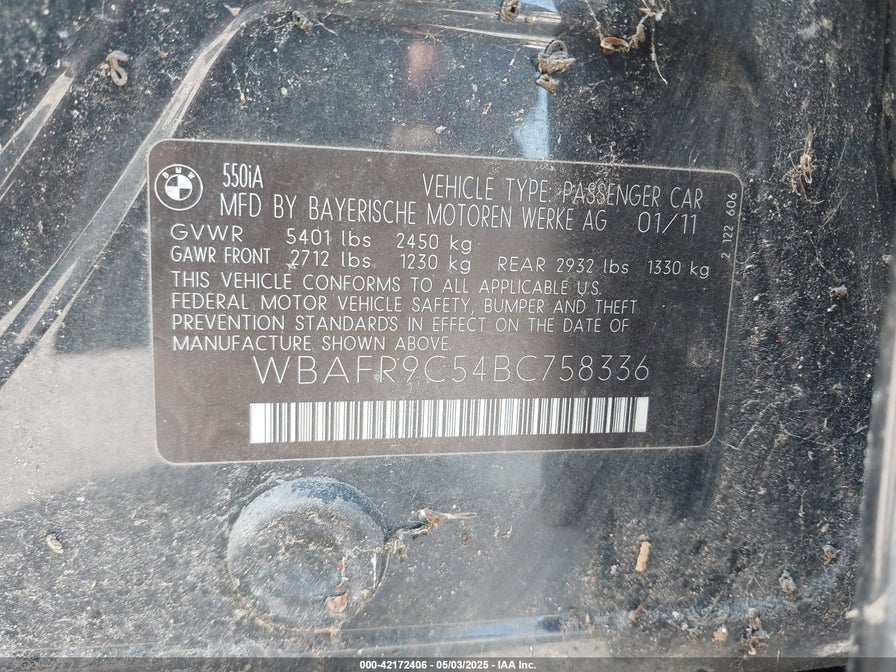 BMW
550iA
VEHICLE TYPE: PASSENGER CAR
MFD BY BAYERISCHE MOTOREN WERKE AG 01/11
GVWR 5401 lbs 2450 kg
GAWR FRONT 2712 lbs 1230 kg REAR 2932 lbs 1330 kg
THIS VEHICLE CONFORMS TO ALL APPLICABLE U.S.
FEDERAL MOTOR VEHICLE SAFETY, BUMPER AND THEFT
PREVENTION STANDARDS IN EFFECT ON THE DATE OF
MANUFACTURE SHOWN ABOVE.
WBAFR9C54BC758336
2 122 606
000-42172406 - 05/03/2025 - IAA Inc.